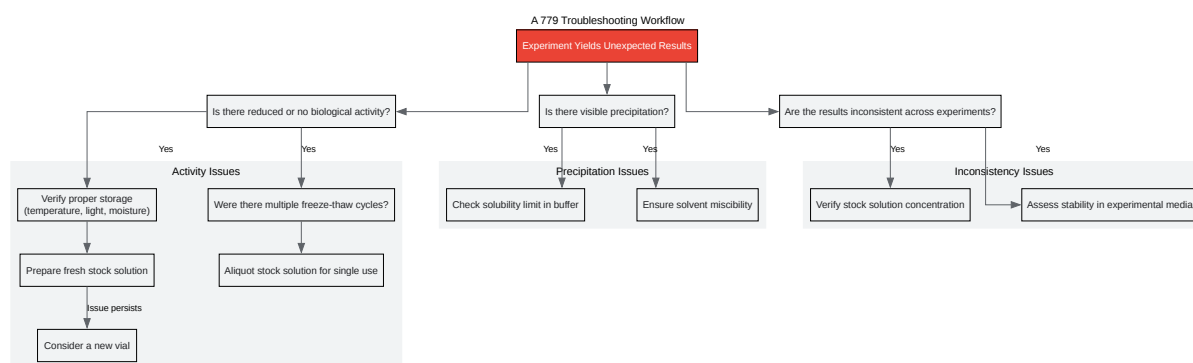 A 779 Troubleshooting Workflow
Experiment Yields Unexpected Results
Is there reduced or no biological activity?
Is there visible precipitation?
Are the results inconsistent across experiments?
Yes
Yes
Yes
Yes
Yes
Yes
Activity Issues
Precipitation Issues
Inconsistency Issues
Verify proper storage
(temperature, light, moisture)
Were there multiple freeze-thaw cycles?
Check solubility limit in buffer
Ensure solvent miscibility
Verify stock solution concentration
Assess stability in experimental media
Prepare fresh stock solution
Aliquot stock solution for single use
Issue persists
Consider a new vial